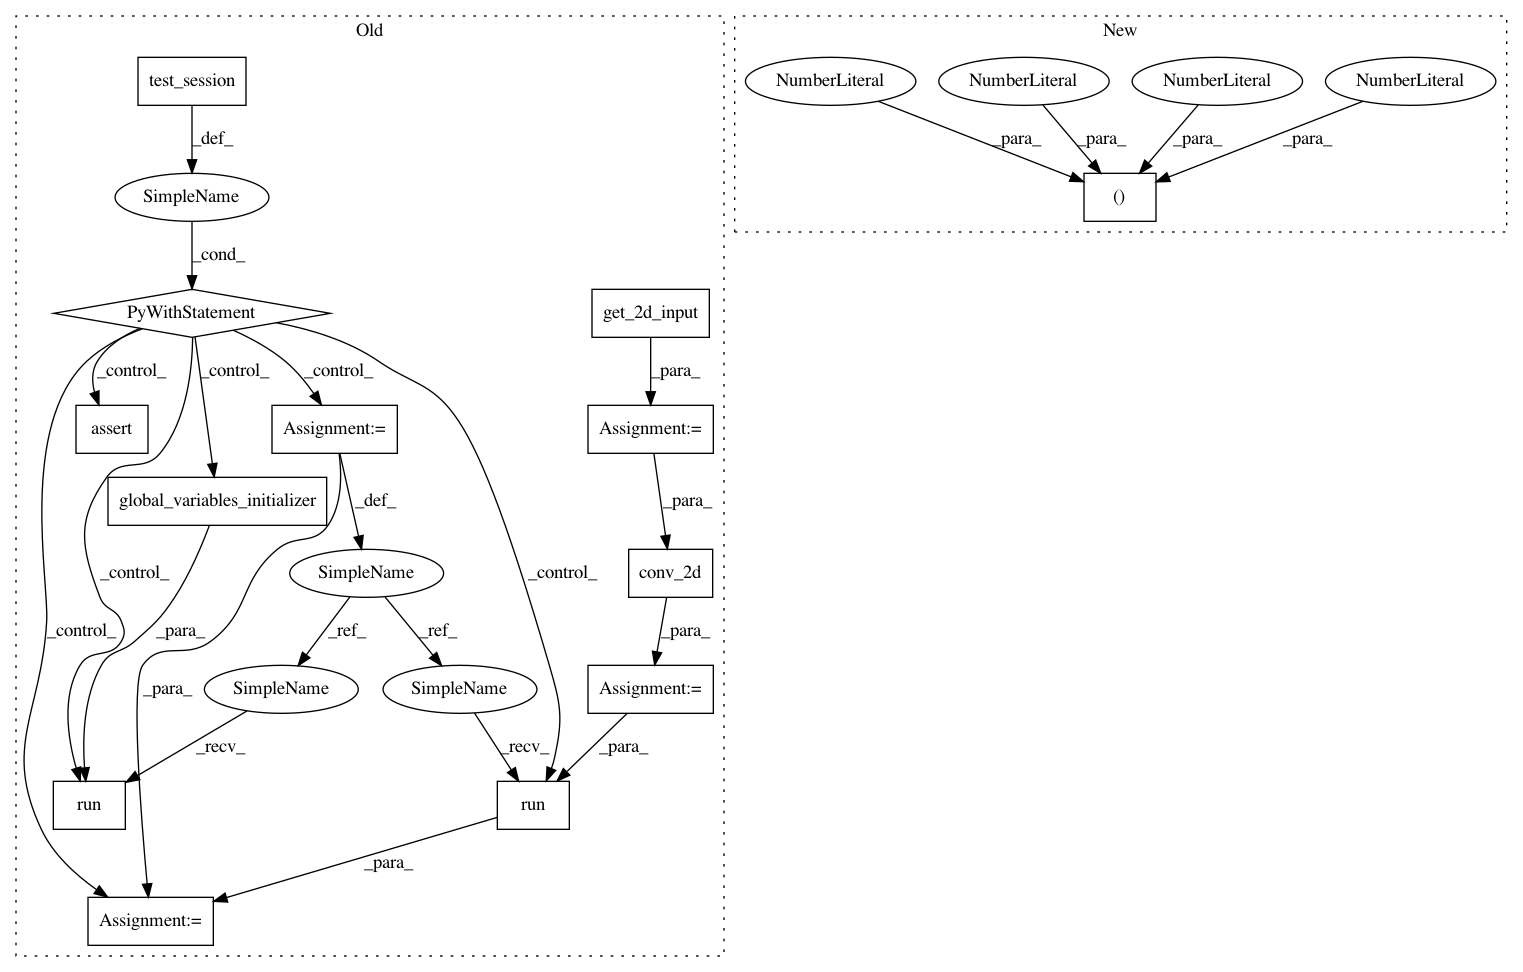 Old
New
test_session
NumberLiteral
NumberLiteral
NumberLiteral
NumberLiteral
_def_
_para_
_para_
_para_
_para_
SimpleName
()
_cond_
PyWithStatement
get_2d_input
_control_
_control_
_control_
_para_
assert
Assignment:=
Assignment:=
global_variables_initializer
_def_
_para_
_control_
_control_
SimpleName
conv_2d
_control_
_para_
_ref_
_ref_
_para_
_para_
SimpleName
SimpleName
Assignment:=
_recv_
_recv_
_para_
run
run
_para_
Assignment:=